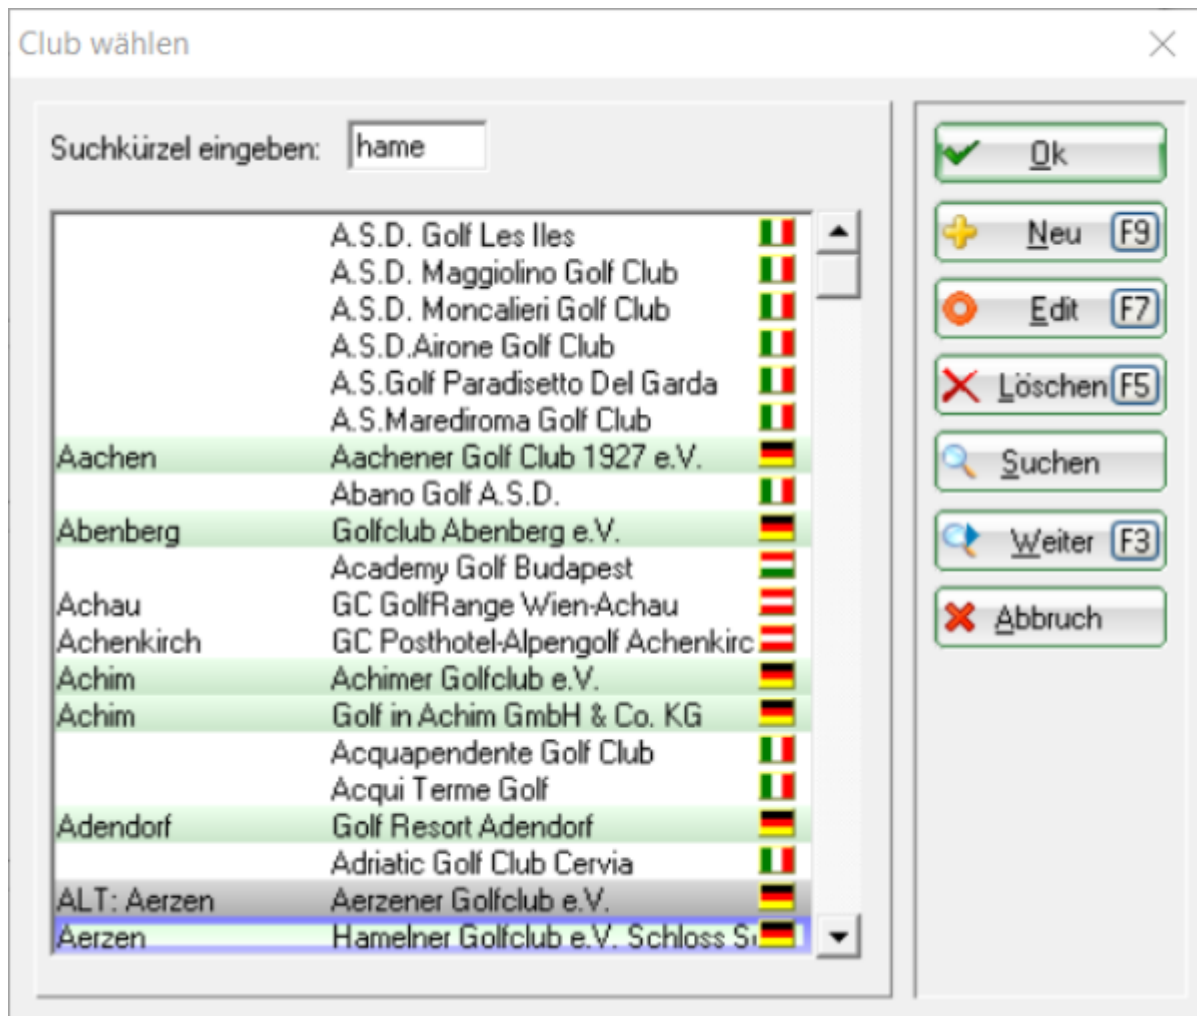 Club wählen
Suchkürzel eingeben: hame
A.S.D. Golf Les Iles
A.S.D. Maggiolino Golf Club
A.S.D. Moncalieri Golf Club
A.S.D.Airone Golf Club
A.S.Golf Paradisetto Del Garda
A.S.Marediroma Golf Club
Aachen Aachener Golf Club 1927 e.V.
Abano Golf A.S.D.
Abenberg Golfclub Abenberg e.V.
Academy Golf Budapest
Achau GC GolfRange Wien-Achau
Achenkirch GC Posthotel-Alpengolf Achenkirc
Achim Achimer Golfclub e.V.
Achim Golf in Achim GmbH & Co. KG
Acquapendente Golf Club
Acqui Terme Golf
Adendorf Golf Resort Adendorf
Adriatic Golf Club Cervia
ALT: Aerzen Aerzener Golfclub e.V.
Aerzen Hamelner Golfclub e.V. Schloss
Ok
Neu F9
Edit F7
Löschen F5
Suchen
Weiter F3
Abbruch